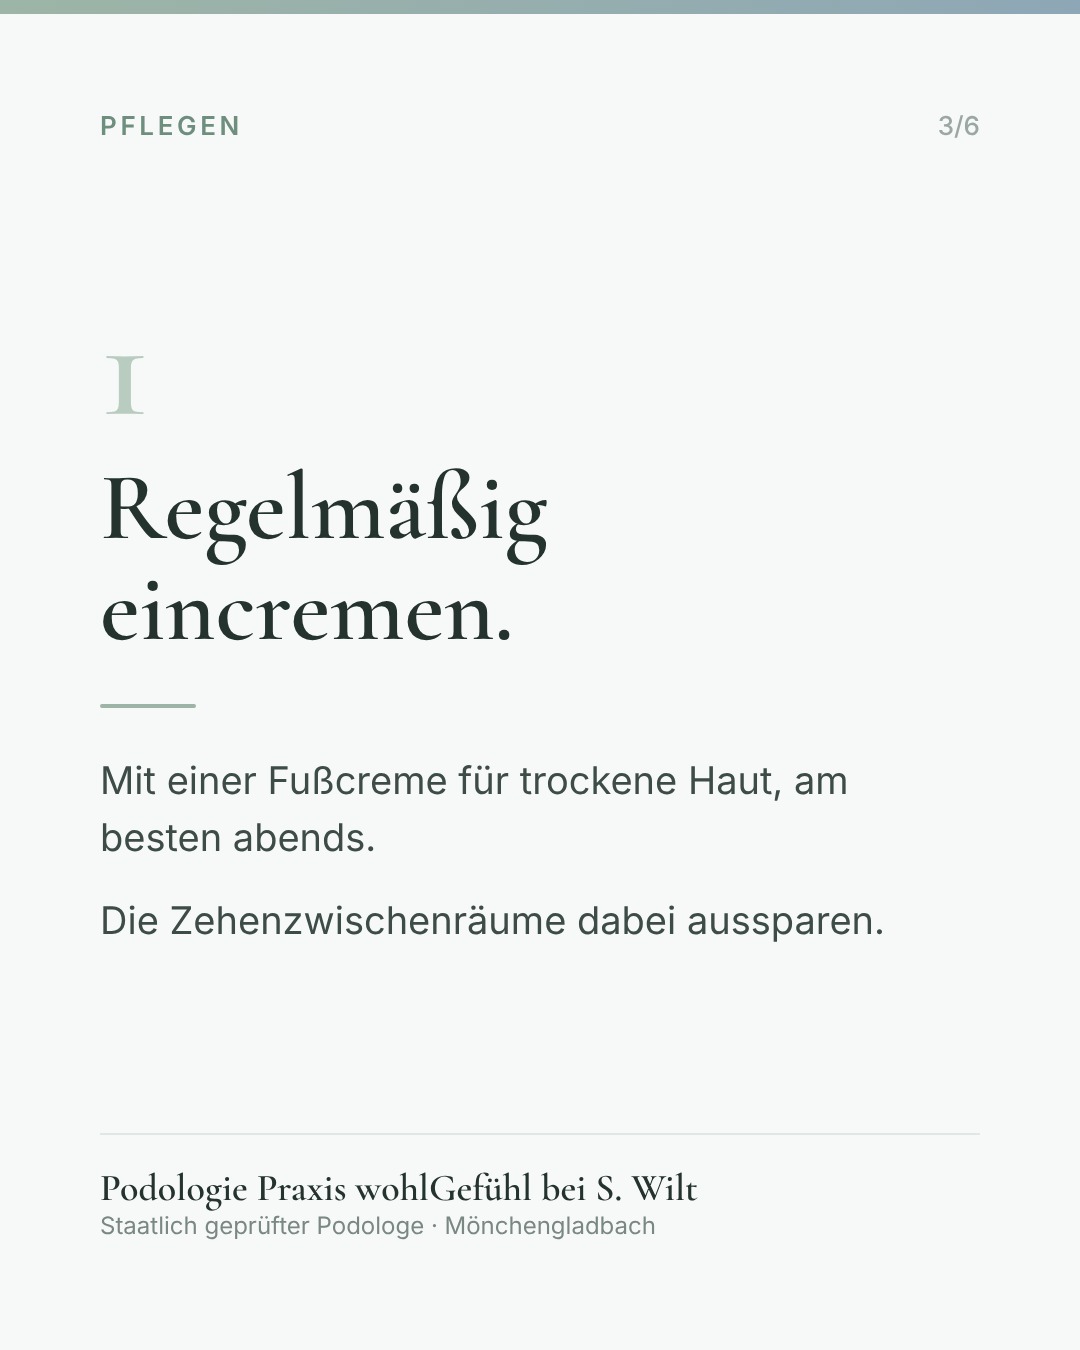 PFLEGEN
3/6
1
Regelmäßig
eincremen.
Mit einer Fußcreme für trockene Haut, am
besten abends.
Die Zehenzwischenräume dabei aussparen.
Podologie Praxis wohlGefühl bei S. Wilt
Staatlich geprüfter Podologe · Mönchengladbach